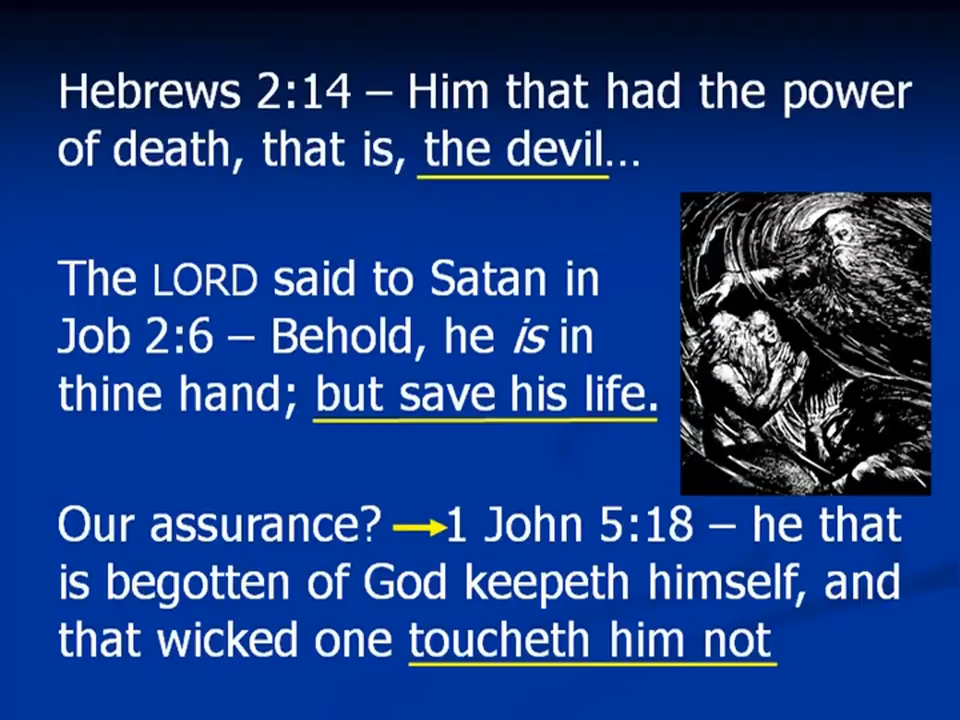 Hebrews 2:14 – Him that had the power
of death, that is, the devil...
The LORD said to Satan in
Job 2:6 – Behold, he is in
thine hand; but save his life.
Our assurance? → 1 John 5:18 – he that
is begotten of God keepeth himself, and
that wicked one toucheth him not